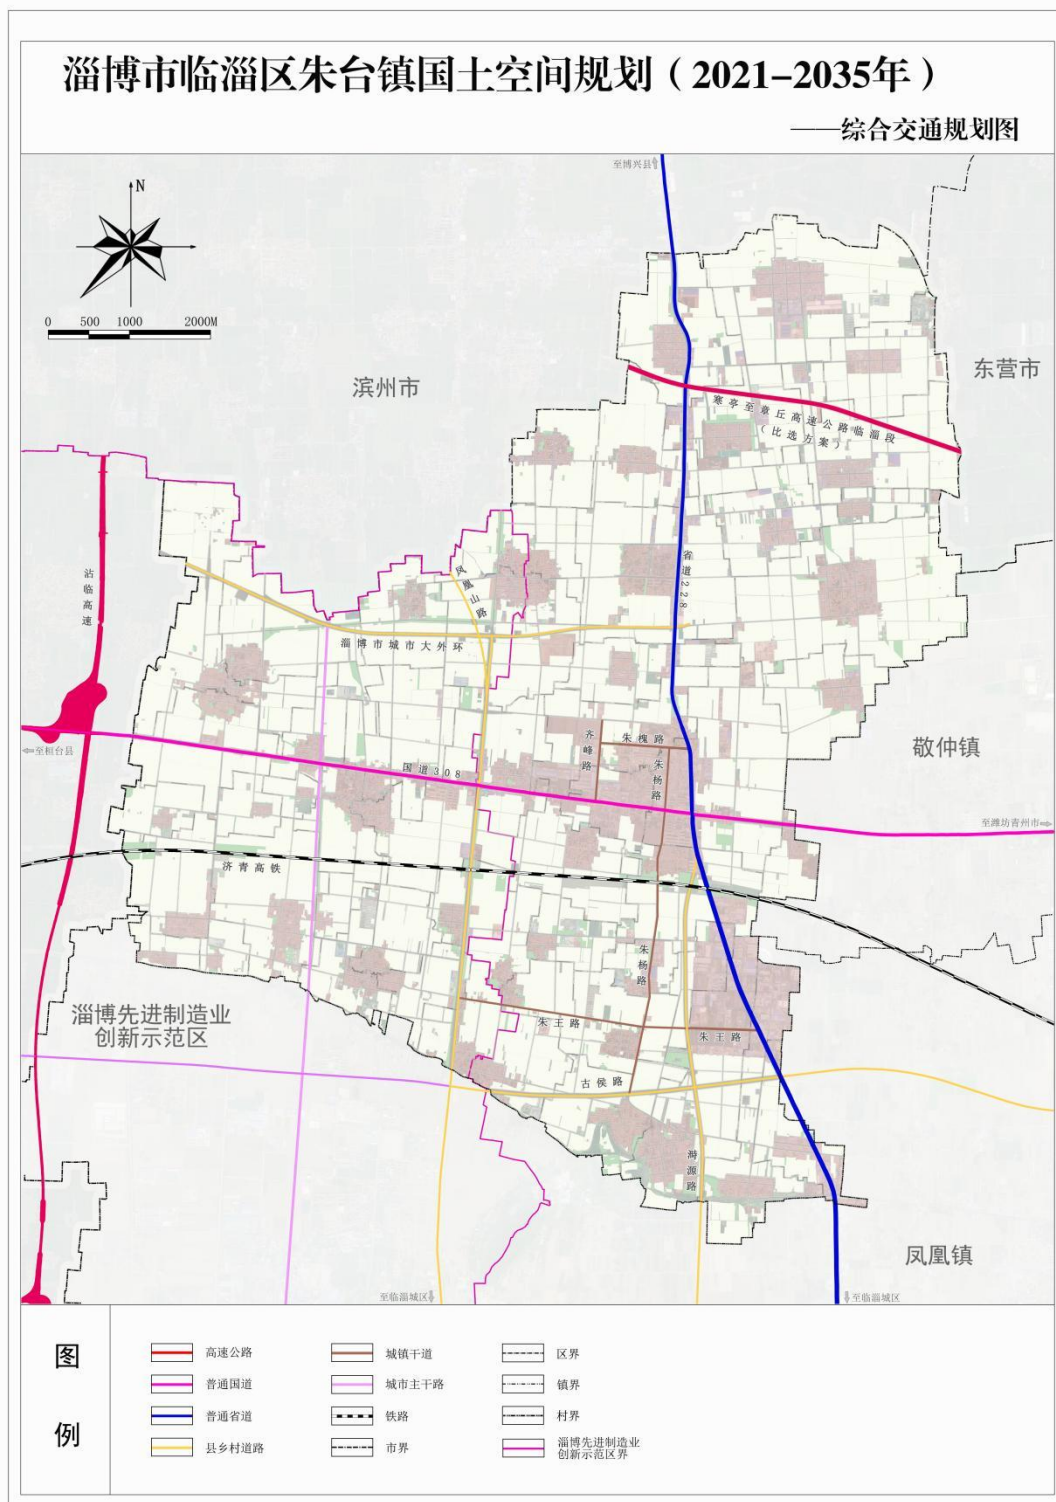 淄博市临淄区朱台镇国土空间规划（2021-2035年）
——综合交通规划图
至博兴县
N
0 500 1000 2000M
滨州市
东营市
寒亭至章丘高速公路临淄段
（比选方案）
沾临高速
凤凰山路
省道228
淄博市城市大外环
齐峰路
朱槐路
朱杨路
敬仲镇
至桓台县
国道308
至潍坊青州市
济青高铁
朱杨路
淄博先进制造业
创新示范区
朱王路
朱王路
古侯路
凤凰镇
至临淄城区
至临淄城区
图例
高速公路
城镇干道
区界
普通国道
城市主干路
镇界
普通省道
铁路
村界
县乡村道路
市界
淄博先进制造业
创新示范区界